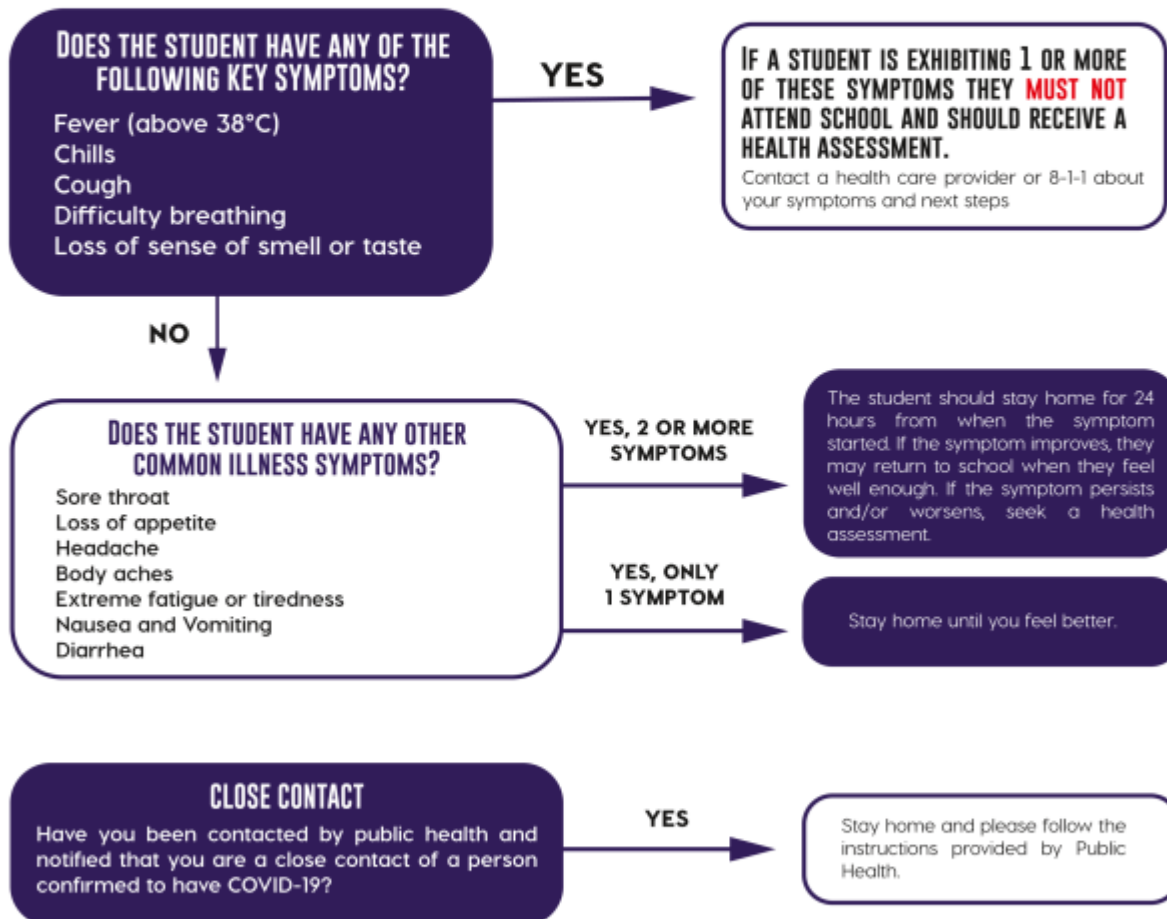 DOES THE STUDENT HAVE ANY OF THE
FOLLOWING KEY SYMPTOMS?
Fever (above 38°C)
Chills
Cough
Difficulty breathing
Loss of sense of smell or taste
YES
IF A STUDENT IS EXHIBITING 1 OR MORE
OF THESE SYMPTOMS THEY MUST NOT
ATTEND SCHOOL AND SHOULD RECEIVE A
HEALTH ASSESSMENT.
Contact a health care provider or 8-1-1 about
your symptoms and next steps
NO
DOES THE STUDENT HAVE ANY OTHER
COMMON ILLNESS SYMPTOMS?
Sore throat
Loss of appetite
Headache
Body aches
Extreme fatigue or tiredness
Nausea and Vomiting
Diarrhea
YES, 2 OR MORE
SYMPTOMS
The student should stay home for 24
hours from when the symptom
started. If the symptom improves, they
may return to school when they feel
well enough. If the symptom persists
and/or worsens, seek a health
assessment.
YES, ONLY
1 SYMPTOM
Stay home until you feel better.
CLOSE CONTACT
Have you been contacted by public health and
notified that you are a close contact of a person
confirmed to have COVID-19?
YES
Stay home and please follow the
instructions provided by Public
Health.